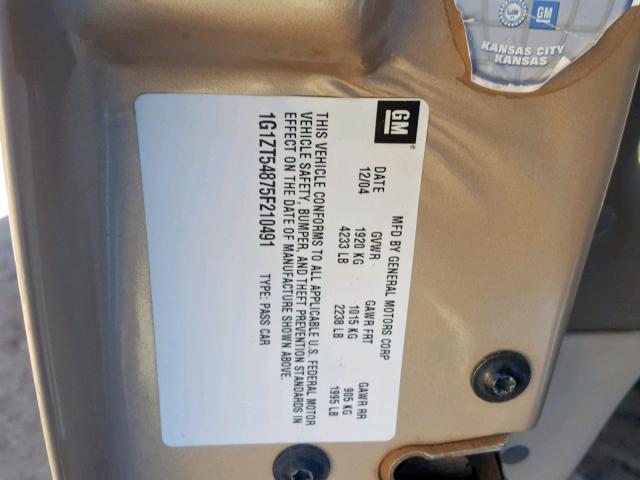 GM
KANSAS CITY
KANSAS
GM
MFD BY GENERAL MOTORS CORP
DATE GVWR GAWR FRT GAWR RR
12/04 1920 KG 1015 KG 905 KG
4233 LB 2238 LB 1995 LB
THIS VEHICLE CONFORMS TO ALL APPLICABLE U.S. FEDERAL MOTOR
VEHICLE SAFETY, BUMPER, AND THEFT PREVENTION STANDARDS IN
EFFECT ON THE DATE OF MANUFACTURE SHOWN ABOVE.
1G1ZT54875F210491 TYPE: PASS CAR